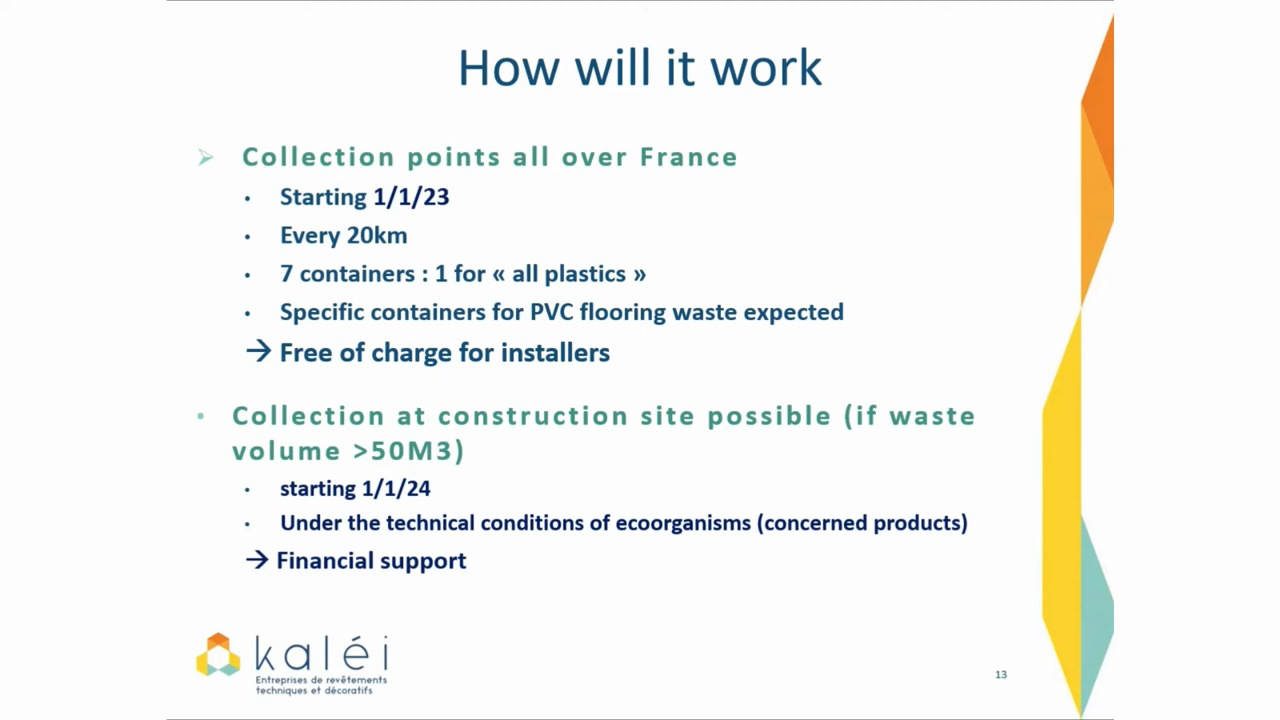 How will it work
➢ Collection points all over France
• Starting 1/1/23
• Every 20km
• 7 containers : 1 for « all plastics »
• Specific containers for PVC flooring waste expected
→ Free of charge for installers
• Collection at construction site possible (if waste
volume >50M3)
• starting 1/1/24
• Under the technical conditions of ecoorganisms (concerned products)
→ Financial support
kaléi
Entreprises de revêtements
techniques et décoratifs
13